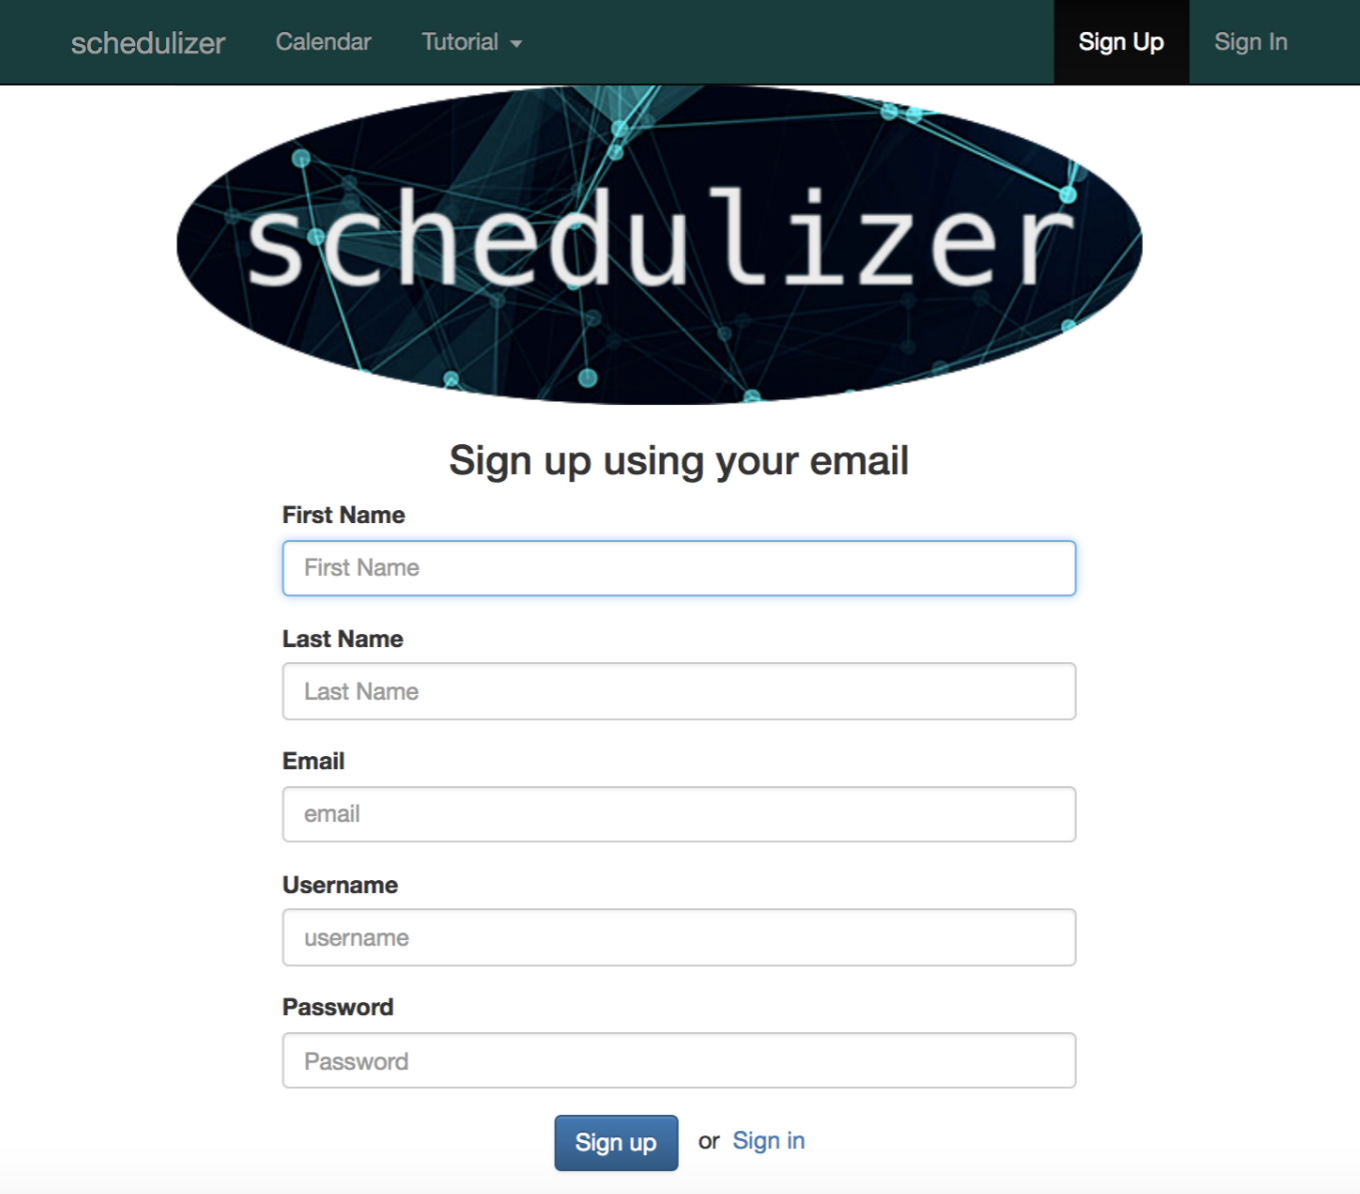 schedulizer Calendar Tutorial Sign Up Sign In
schedulizer
Sign up using your email
First Name
First Name
Last Name
Last Name
Email
email
Username
username
Password
Password
Sign up or Sign in